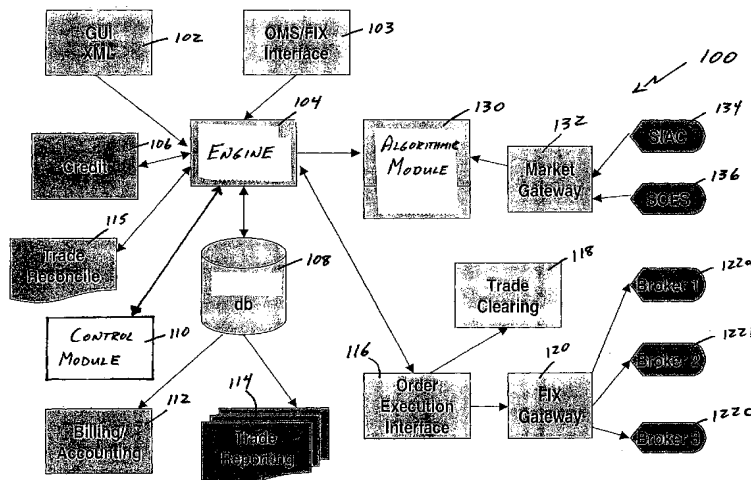 GUI
XML
102
OMS/FIX
Interface
103
100
104
ENGINE
130
ALGORITHMIC
MODULE
132
Market
Gateway
134
SIAC
136
SOES
106
Credit
115
Trade
Reconcile
108
db
110
CONTROL
MODULE
118
Trade
Clearing
116
Order
Execution
Interface
120
FIX
Gateway
122a
Broker 1
Broker 2
122c
Broker 3
112
Billing/
Accounting
114
Trade
Reporting